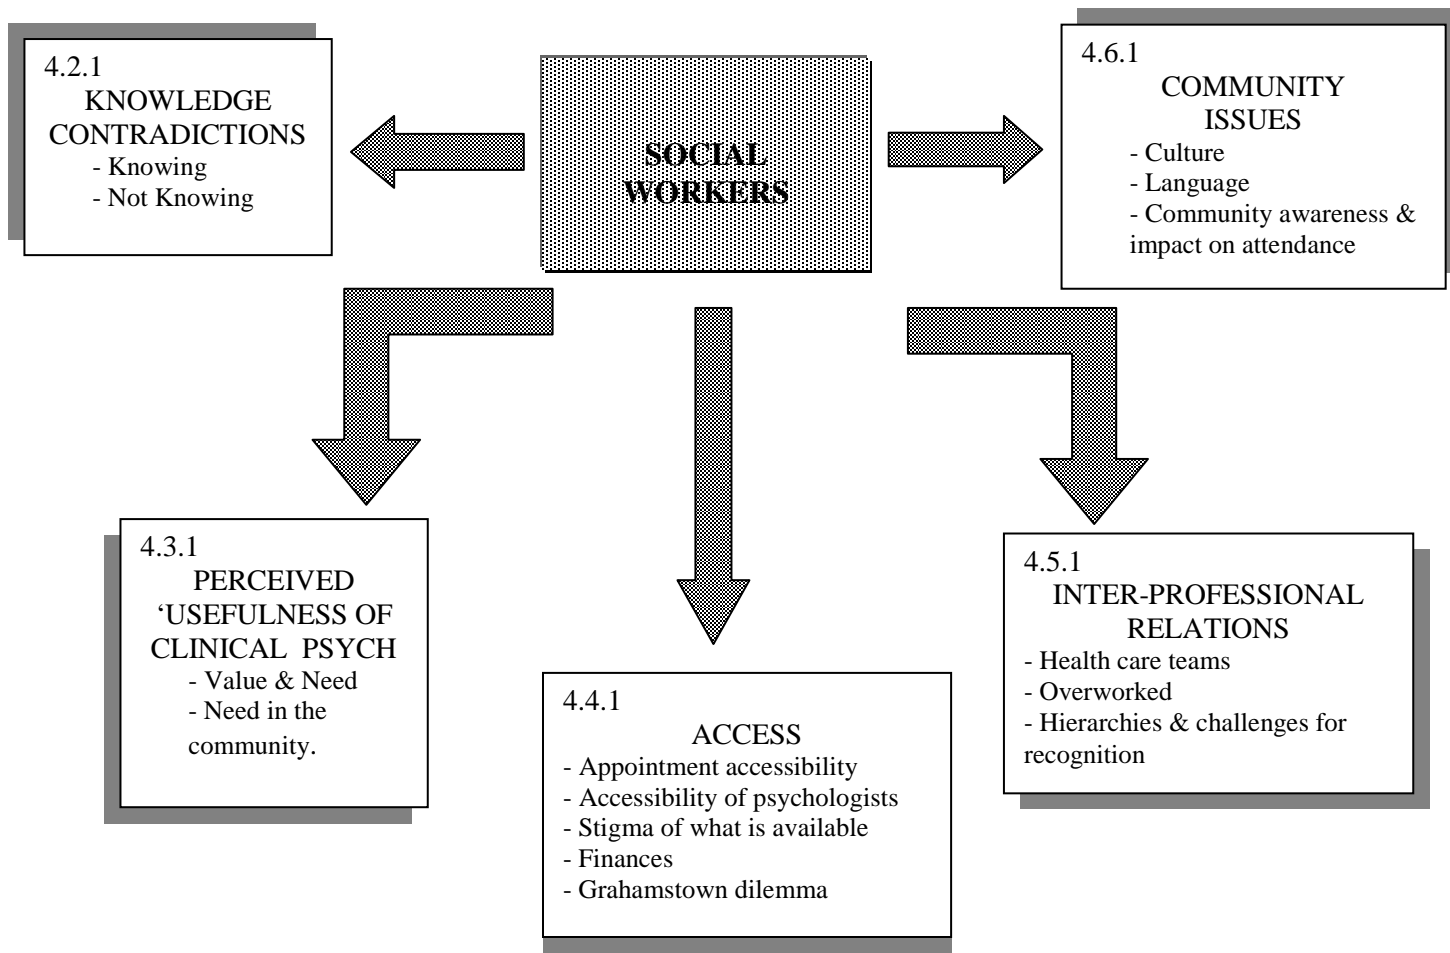 4.2.1
KNOWLEDGE
CONTRADICTIONS
- Knowing
- Not Knowing
SOCIAL
WORKERS
4.6.1
COMMUNITY
ISSUES
- Culture
- Language
- Community awareness &
impact on attendance
4.3.1
PERCEIVED
‘USEFULNESS OF
CLINICAL PSYCH
- Value & Need
- Need in the
community.
4.4.1
ACCESS
- Appointment accessibility
- Accessibility of psychologists
- Stigma of what is available
- Finances
- Grahamstown dilemma
4.5.1
INTER-PROFESSIONAL
RELATIONS
- Health care teams
- Overworked
- Hierarchies & challenges for
recognition